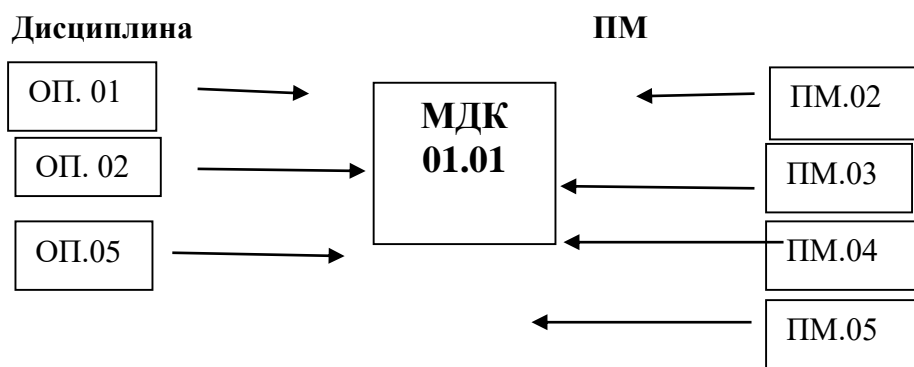 Дисциплина
ПМ
ОП. 01
ОП. 02
ОП.05
МДК
01.01
ПМ.02
ПМ.03
ПМ.04
ПМ.05